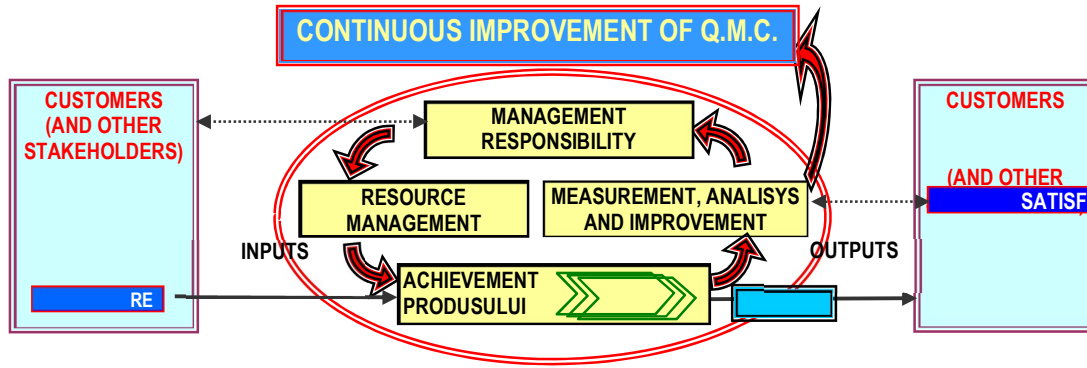 CONTINUOUS IMPROVEMENT OF Q.M.C.
CUSTOMERS
(AND OTHER
STAKEHOLDERS)
RE
MANAGEMENT
RESPONSIBILITY
RESOURCE
MANAGEMENT
MEASUREMENT, ANALISYS
AND IMPROVEMENT
INPUTS
ACHIEVEMENT
PRODUSULUI
OUTPUTS
CUSTOMERS
(AND OTHER
SATISF